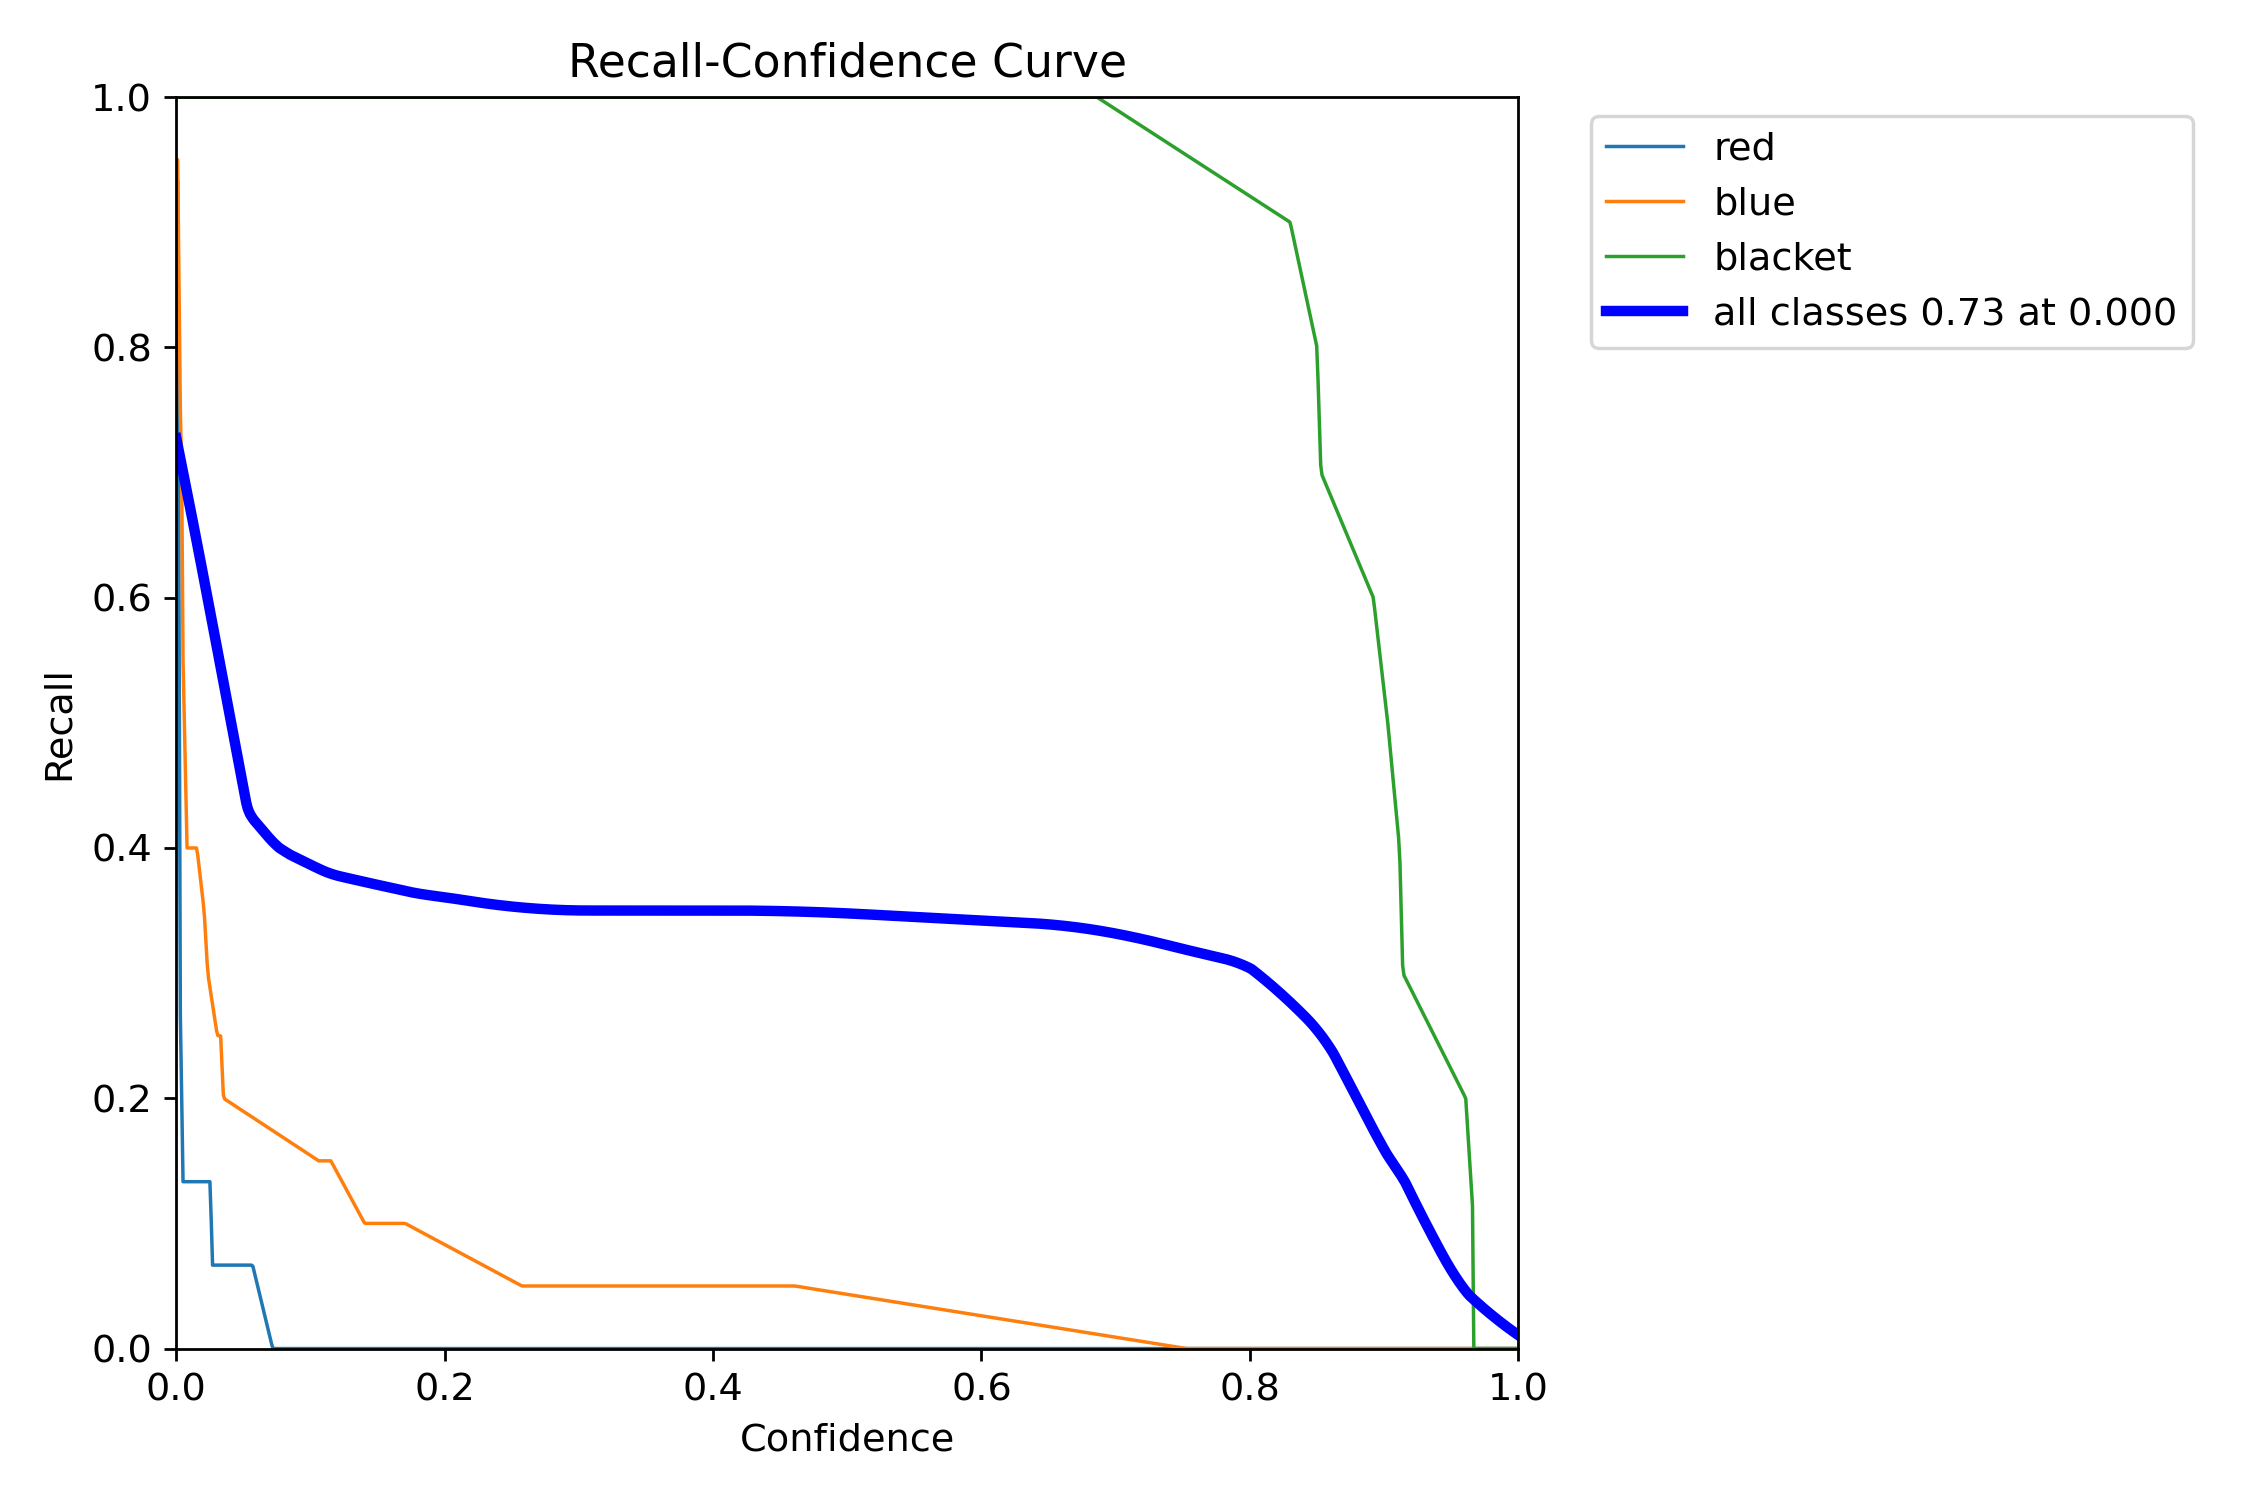 Recall-Confidence Curve
1.0
0.8
0.6
0.4
0.2
0.0
Recall
0.0 0.2 0.4 0.6 0.8 1.0
Confidence
red
blue
blacket
all classes 0.73 at 0.000